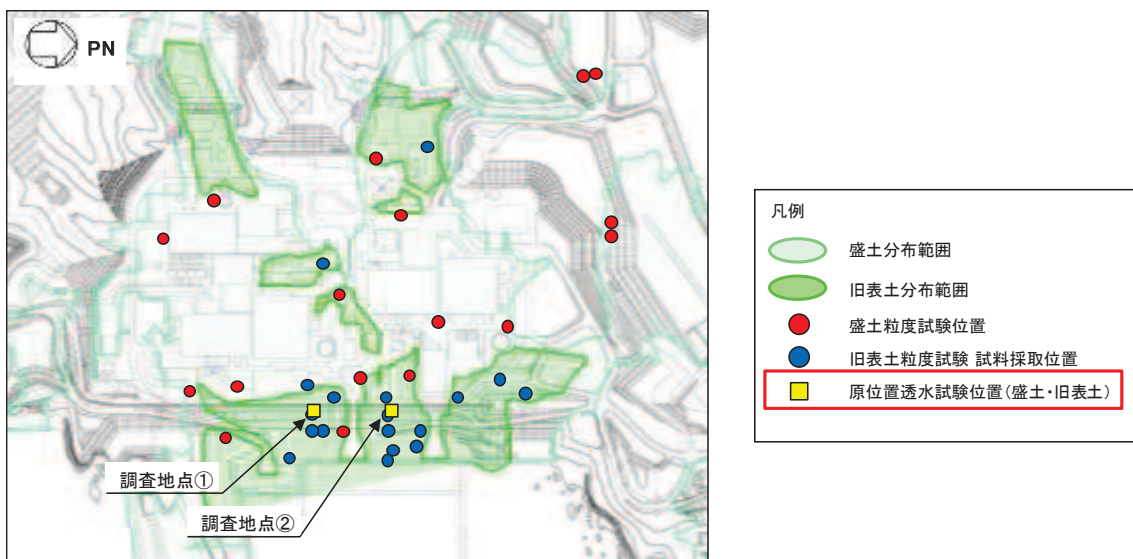 PN
調査地点①
調査地点②
凡例
盛土分布範囲
旧表土分布範囲
盛土粒度試験位置
旧表土粒度試験 試料採取位置
原位置透水試験位置(盛土・旧表土)